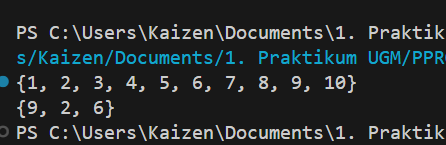 PS C:\Users\Kaizen\Documents\1. Praktik
s/Kaizen/Documents/1. Praktikum UGM/PPR
{1, 2, 3, 4, 5, 6, 7, 8, 9, 10}
{9, 2, 6}
PS C:\Users\Kaizen\Documents\1. Praktik